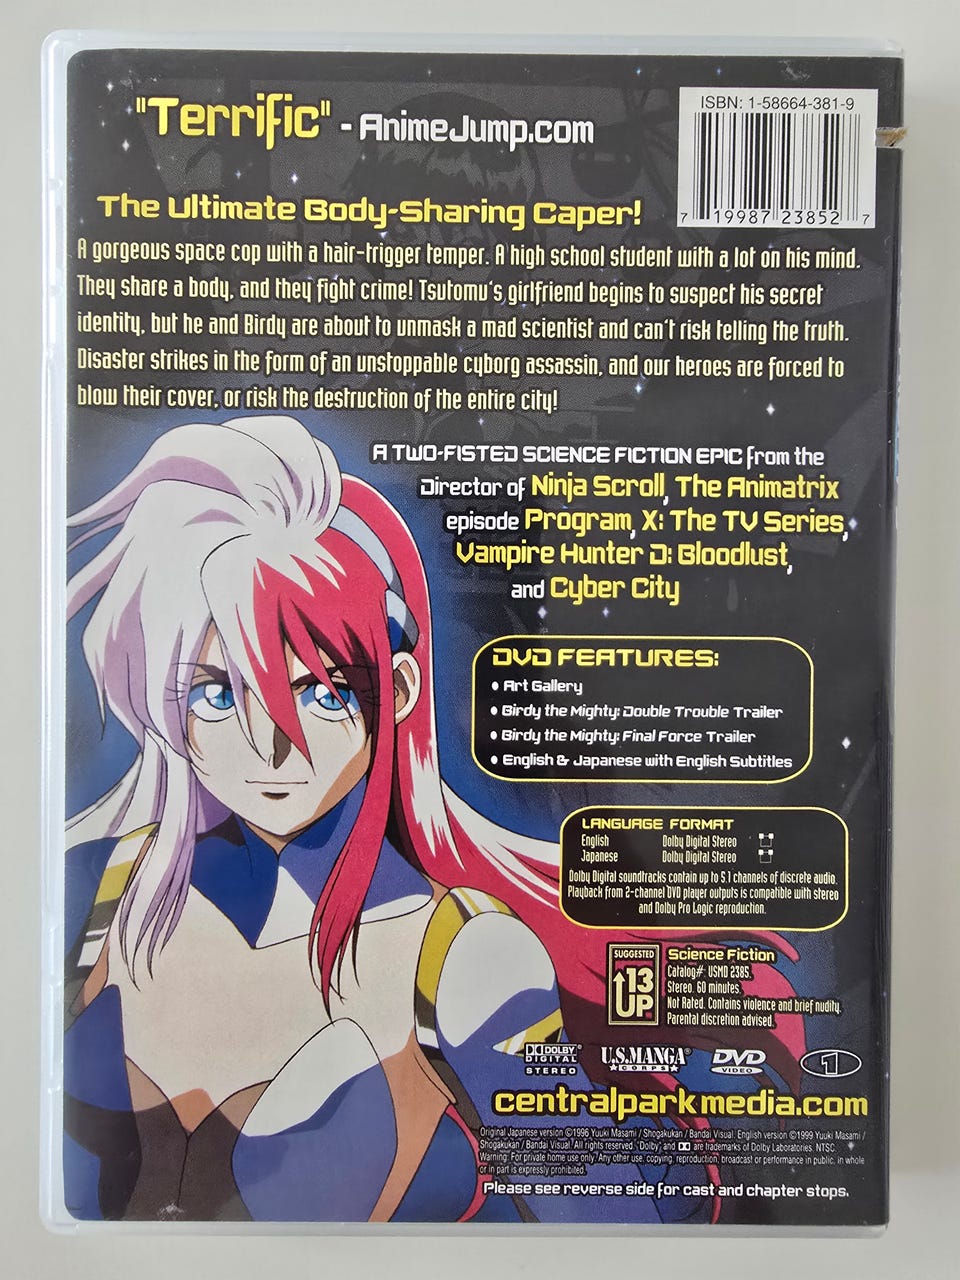 "Terrific" - AnimeJump.com
ISBN: 1-58664-381-9
7 19987 23852 7
The Ultimate Body-Sharing Caper!
A gorgeous space cop with a hair-trigger temper. A high school student with a lot on his mind.
They share a body, and they fight crime! Tsutomu's girlfriend begins to suspect his secret
identity, but he and Birdy are about to unmask a mad scientist and can't risk telling the truth.
Disaster strikes in the form of an unstoppable cyborg assassin, and our heroes are forced to
blow their cover, or risk the destruction of the entire city!
A TWO-FISTED SCIENCE FICTION EPIC from the
Director of Ninja Scroll, The Animatrix
episode Program, X: The TV Series,
Vampire Hunter D: Bloodlust,
and Cyber City
DVD FEATURES:
• Art Gallery
• Birdy the Mighty: Double Trouble Trailer
• Birdy the Mighty: Final Force Trailer
• English & Japanese with English Subtitles
LANGUAGE FORMAT
English Dolby Digital Stereo
Japanese Dolby Digital Stereo
Dolby Digital soundtracks contain up to 5.1 channels of discrete audio.
Playback from 2-channel DVD player outputs is compatible with stereo
and Dolby Pro Logic reproduction.
SUGGESTED
13
UP
Science Fiction
Catalog#: USMD 2385.
Stereo. 60 minutes.
Not Rated. Contains violence and brief nudity.
Parental discretion advised.
DOLBY
DIGITAL
STEREO
U.S.MANGA®
CORPS
DVD
VIDEO
1
centralparkmedia.com
Original Japanese version ©1996 Yuuki Masami / Shogakukan / Bandai Visual. English version ©1999 Yuuki Masami /
Shogakukan / Bandai Visual. All rights reserved. "Dolby" and are trademarks of Dolby Laboratories. NTSC.
Warning: For private home use only. Any other use, copying, reproduction, broadcast or performance in public, in whole
or in part is expressly prohibited.
Please see reverse side for cast and chapter stops.